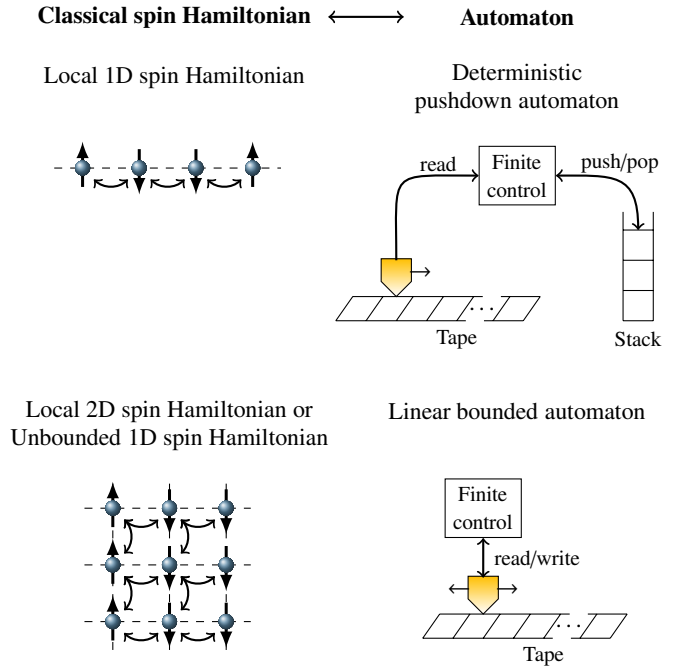 Classical spin Hamiltonian
Automaton
Local 1D spin Hamiltonian
Deterministic
pushdown automaton
read
Finite
control
push/pop
Tape
Stack
Local 2D spin Hamiltonian or
Unbounded 1D spin Hamiltonian
Linear bounded automaton
Finite
control
read/write
Tape